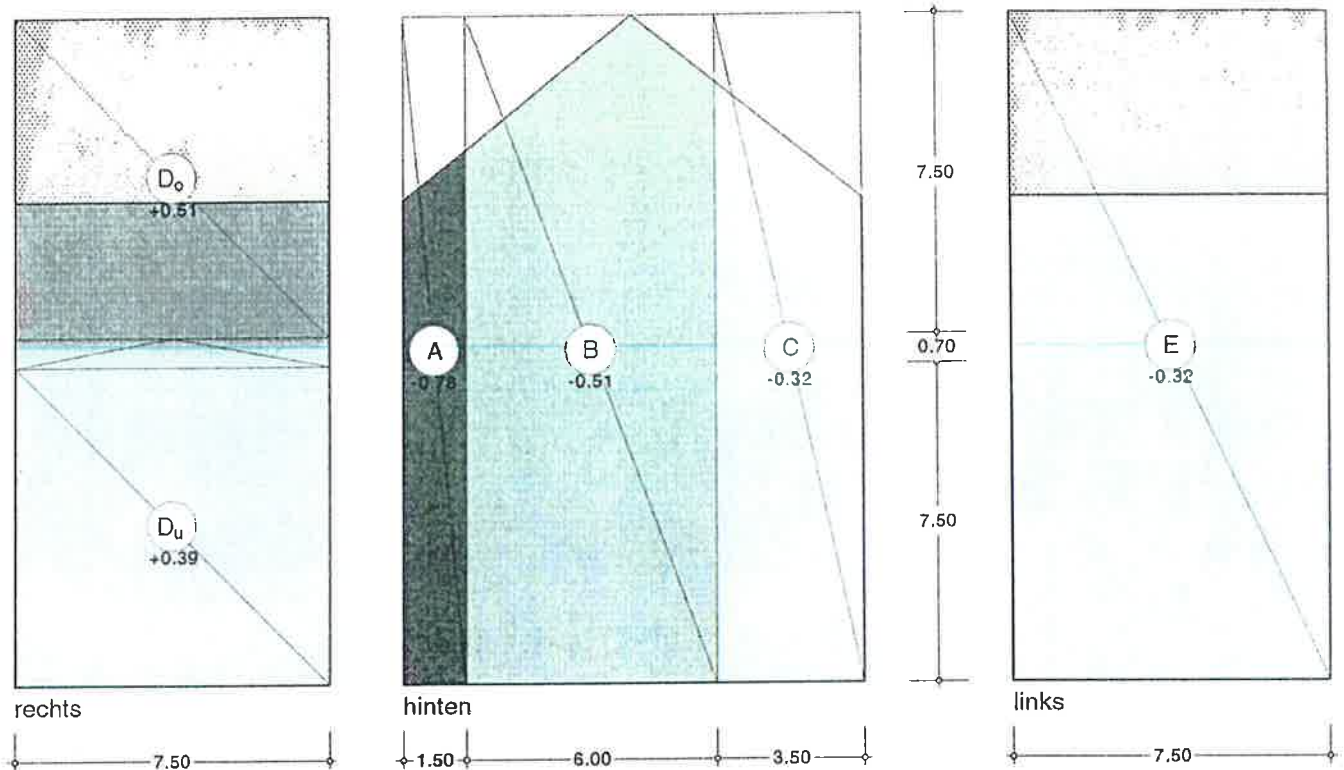 D₀
+0.51
Dᵤ
+0.39
rechts
7.50
A
-0.78
B
-0.51
C
-0.32
hinten
1.50
6.00
3.50
7.50
0.70
7.50
E
-0.32
links
7.50